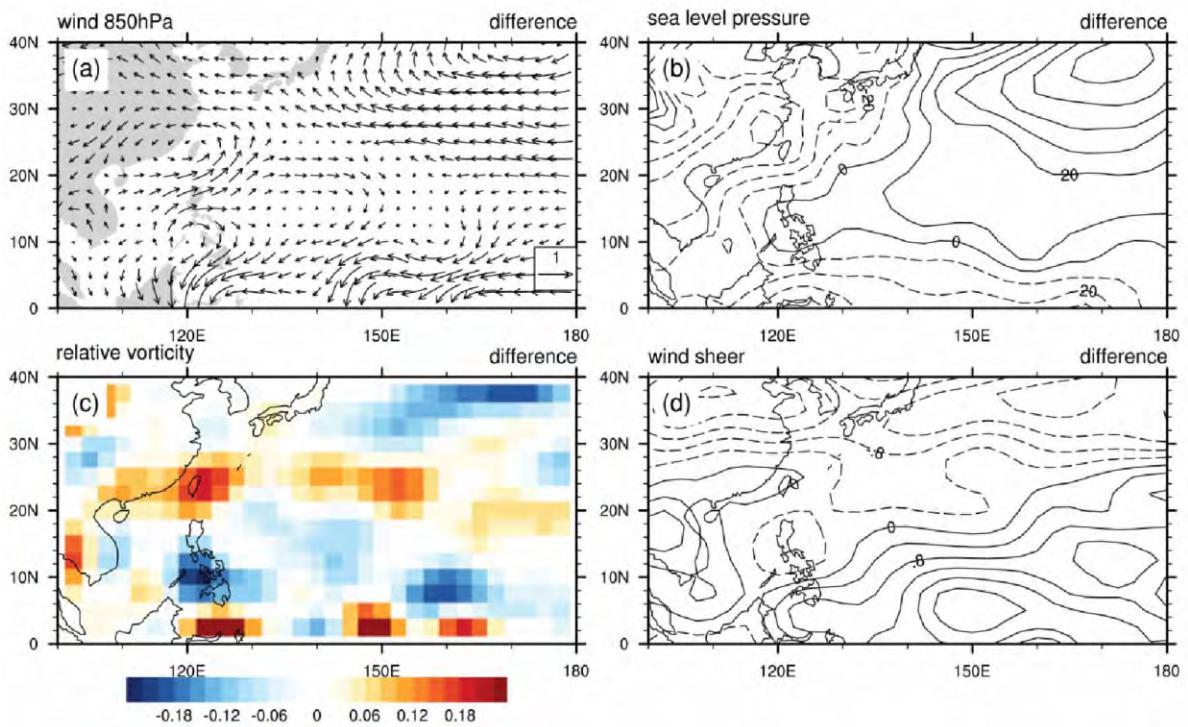 wind 850hPa difference
(a)
40N
30N
20N
10N
0
120E 150E 180
1
sea level pressure difference
(b)
40N
30N
20N
10N
0
120E 150E 180
20
0
20
0
20
relative vorticity difference
(c)
40N
30N
20N
10N
0
120E 150E 180
-0.18 -0.12 -0.06 0 0.06 0.12 0.18
wind sheer difference
(d)
40N
30N
20N
10N
0
120E 150E 180
.8
0
0
.8